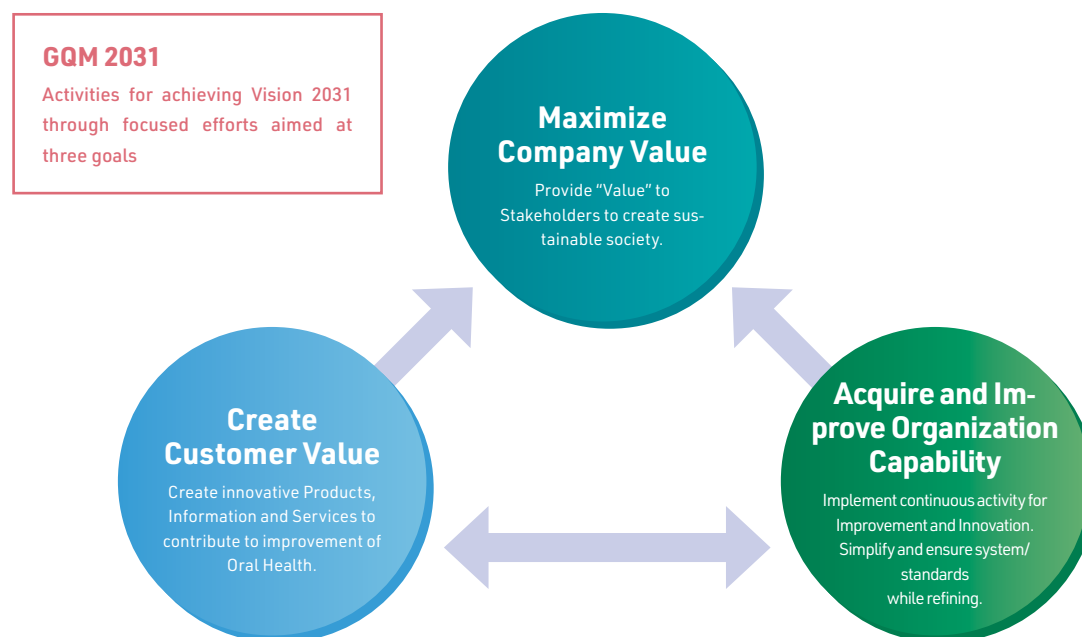 GQM 2031
Activities for achieving Vision 2031
through focused efforts aimed at
three goals
Maximize
Company Value
Provide “Value” to
Stakeholders to create sus-
tainable society.
Create
Customer Value
Create innovative Products,
Information and Services to
contribute to improvement of
Oral Health.
Acquire and Im-
prove Organization
Capability
Implement continuous activity for
Improvement and Innovation.
Simplify and ensure system/
standards
while refining.